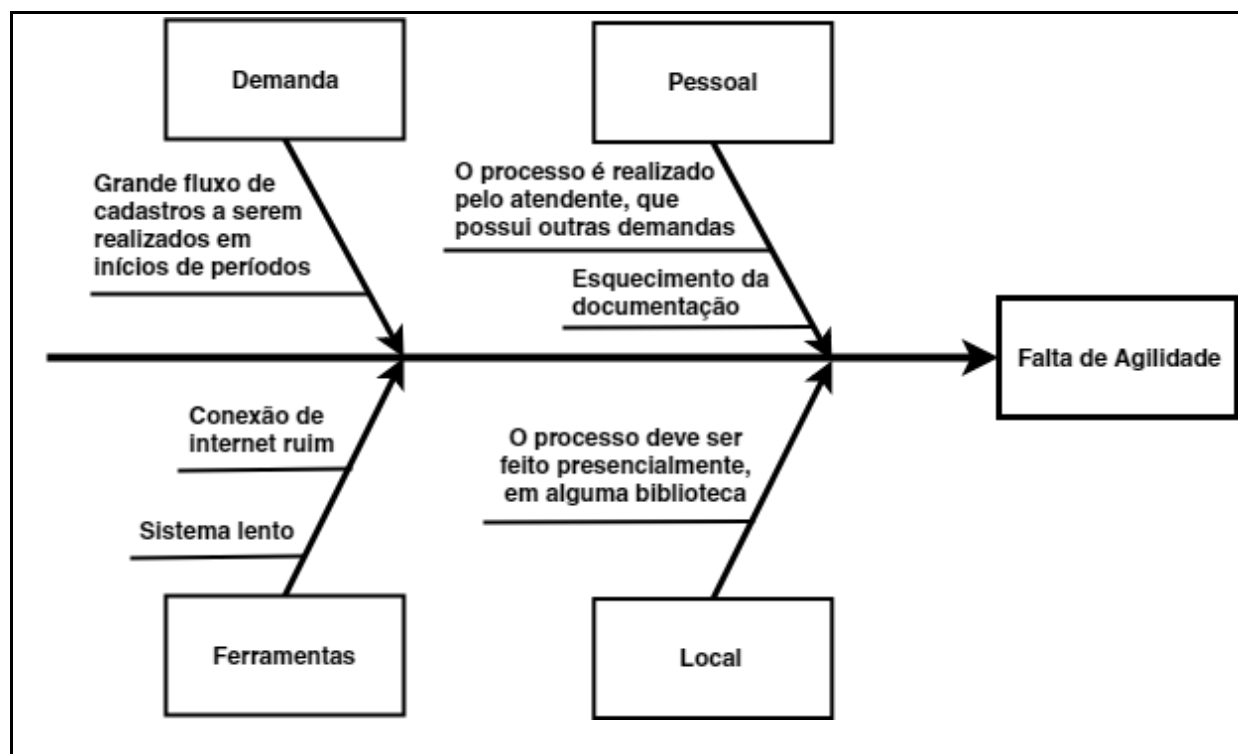 Demanda
Pessoal
Grande fluxo de
cadastros a serem
realizados em
inícios de períodos
O processo é realizado
pelo atendente, que
possui outras demandas
Esquecimento da
documentação
Falta de Agilidade
Conexão de
internet ruim
Sistema lento
O processo deve ser
feito presencialmente,
em alguma biblioteca
Ferramentas
Local